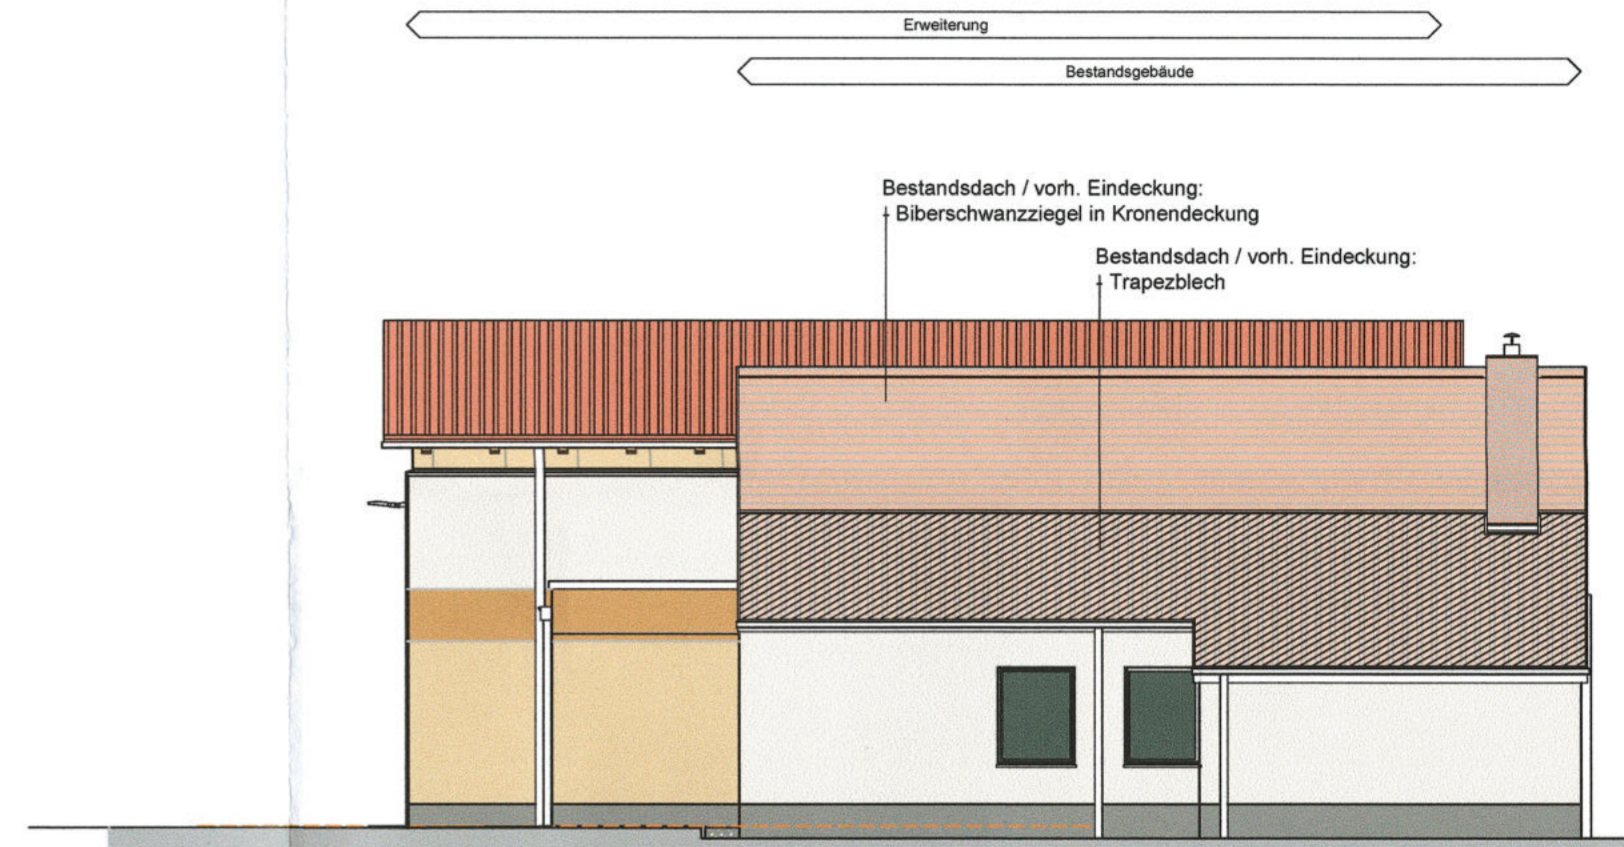 Erweiterung
Bestandsgebäude
Bestandsdach / vorh. Eindeckung:
- Biberschwanzziegel in Kronendeckung
Bestandsdach / vorh. Eindeckung:
- Trapezblech